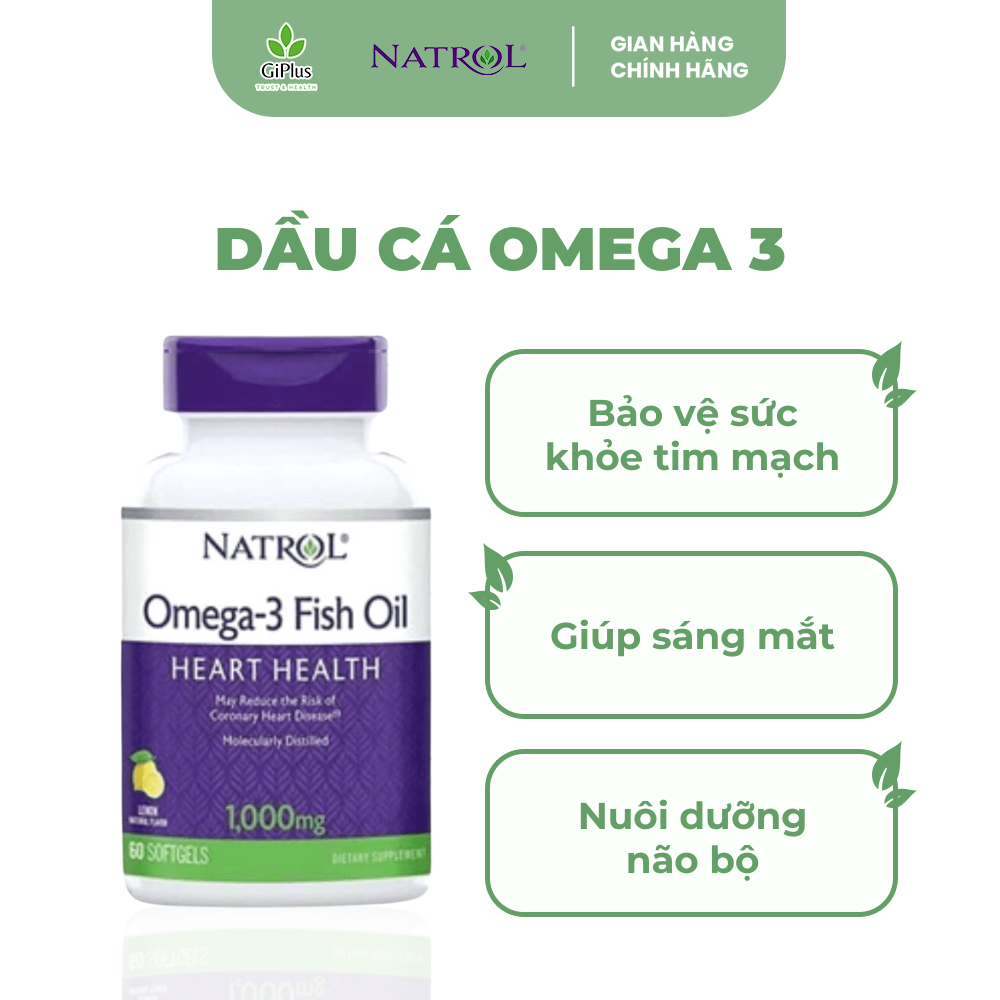 GiPlus
TRUST & HEALTH
NATROL®
GIAN HÀNG
CHÍNH HÃNG
DẦU CÁ OMEGA 3
NATROL®
Omega-3 Fish Oil
HEART HEALTH
May Reduce the Risk of
Coronary Heart Disease
Molecularly Distilled
LEMON
NATURAL FLAVOR
1,000mg
60 SOFTGELS
DIETARY SUPPLEMENT
Bảo vệ sức
khỏe tim mạch
Giúp sáng mắt
Nuôi dưỡng
não bộ